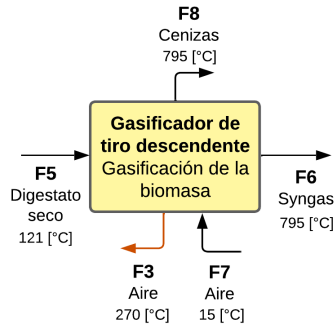 F8
Cenizas
795 [°C]
Gasificador de
tiro descendente
Gasificación de la
biomasa
F5
Digestato
seco
121 [°C]
F6
Syngas
795 [°C]
F3
Aire
270 [°C]
F7
Aire
15 [°C]